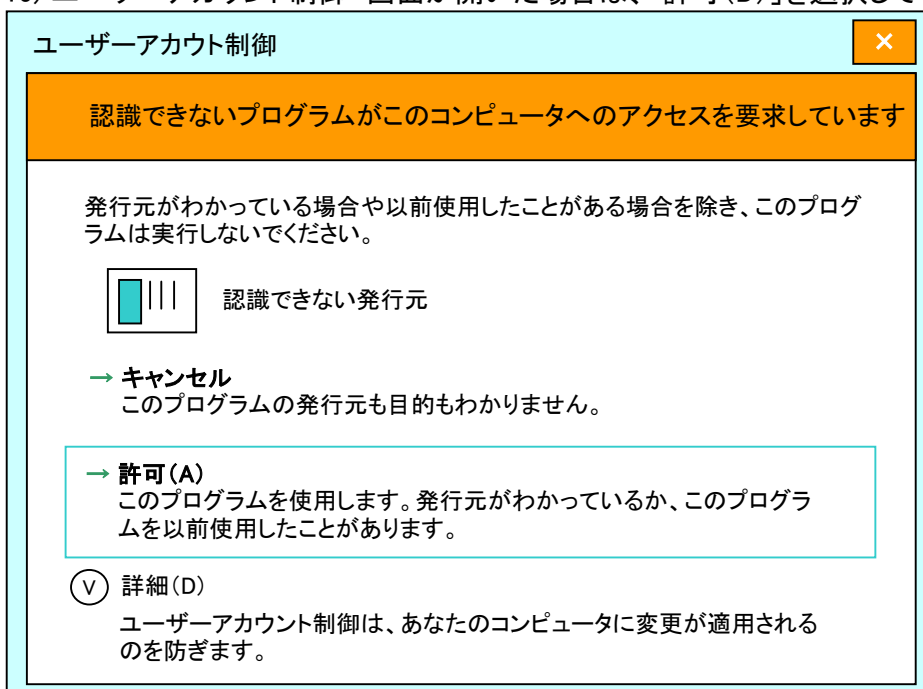 ユーザーアカウト制御
×
認識できないプログラムがこのコンピュータへのアクセスを要求しています
発行元がわかっている場合や以前使用したことがある場合を除き、このプログ
ラムは実行しないでください。
認識できない発行元
→ キャンセル
このプログラムの発行元も目的もわかりません。
→ 許可(A)
このプログラムを使用します。発行元がわかっているか、このプログラ
ムを以前使用したことがあります。
V 詳細(D)
ユーザーアカウント制御は、あなたのコンピュータに変更が適用される
のを防ぎます。